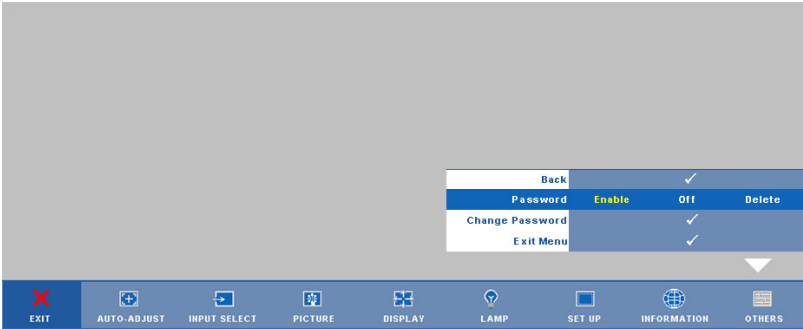 Back
Password Enable Off Delete
Change Password
Exit Menu
EXIT AUTO-ADJUST INPUT SELECT PICTURE DISPLAY LAMP SET UP INFORMATION OTHERS